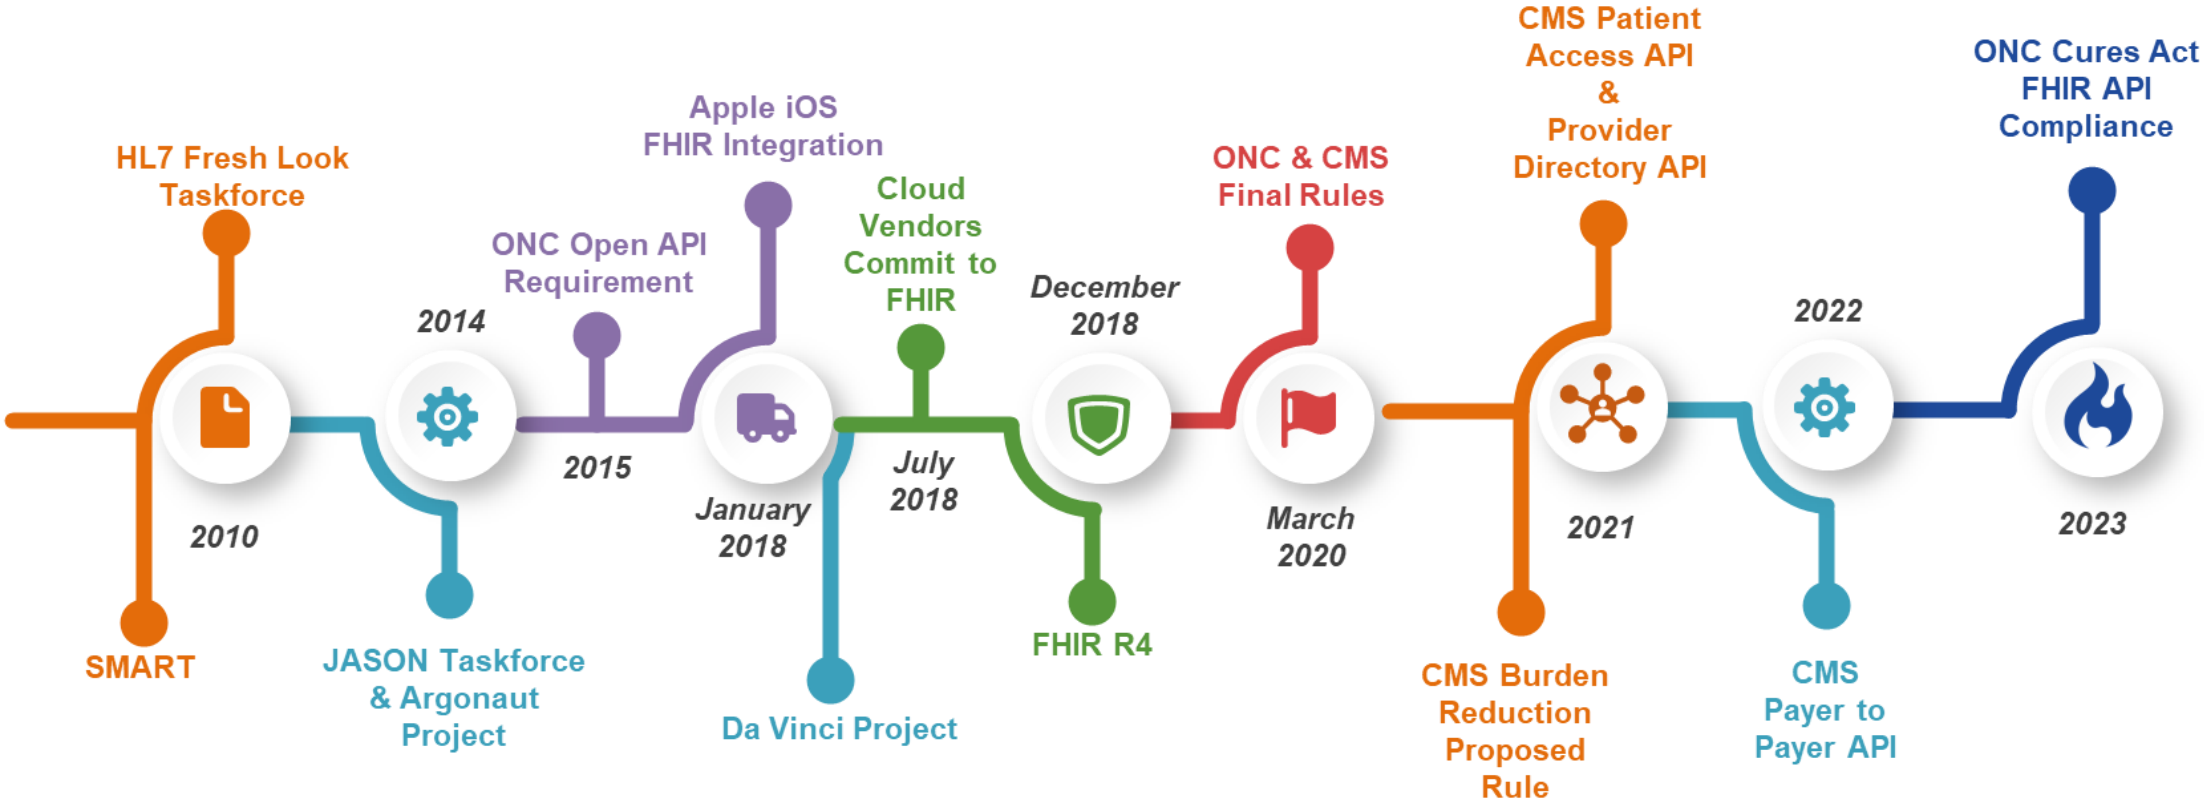 HL7 Fresh Look
Taskforce
2010
SMART
2014
JASON Taskforce
& Argonaut
Project
ONC Open API
Requirement
2015
Apple iOS
FHIR Integration
January
2018
Da Vinci Project
Cloud
Vendors
Commit to
FHIR
July
2018
December
2018
FHIR R4
ONC & CMS
Final Rules
March
2020
CMS Patient
Access API
&
Provider
Directory API
2021
CMS Burden
Reduction
Proposed
Rule
2022
CMS
Payer to
Payer API
ONC Cures Act
FHIR API
Compliance
2023